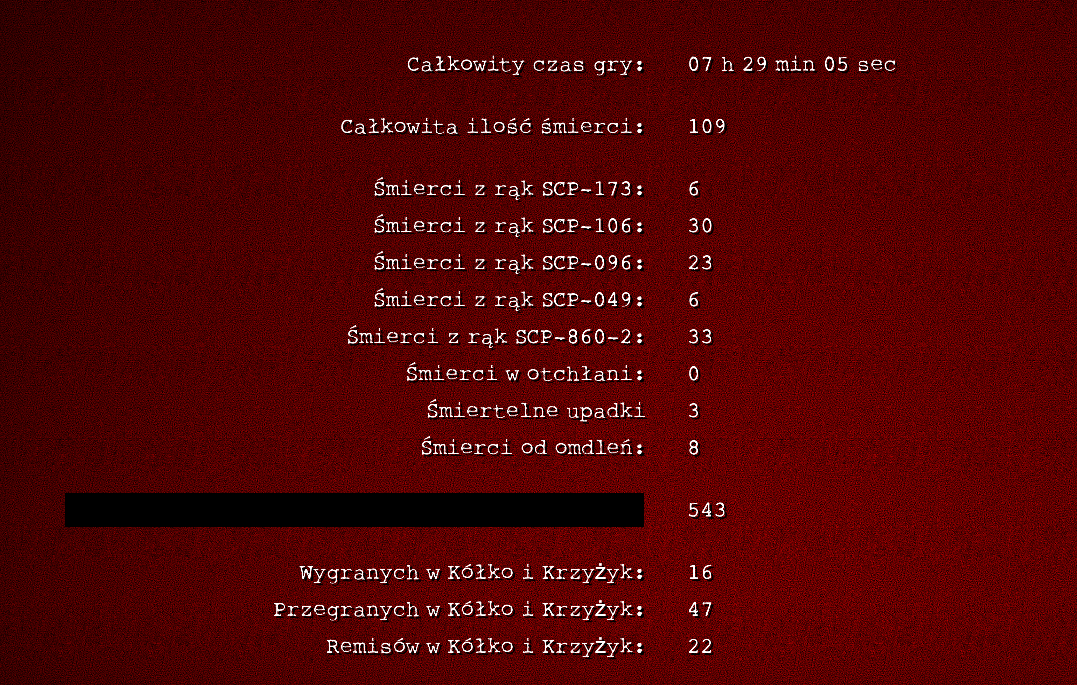 Całkowity czas gry: 07 h 29 min 05 sec
Całkowita ilość śmierci: 109
Śmierci z rąk SCP-173: 6
Śmierci z rąk SCP-106: 30
Śmierci z rąk SCP-096: 23
Śmierci z rąk SCP-049: 6
Śmierci z rąk SCP-860-2: 33
Śmierci w otchłani: 0
Śmiertelne upadki 3
Śmierci od omdleń: 8
543
Wygranych w Kółko i Krzyżyk: 16
Przegranych w Kółko i Krzyżyk: 47
Remisów w Kółko i Krzyżyk: 22